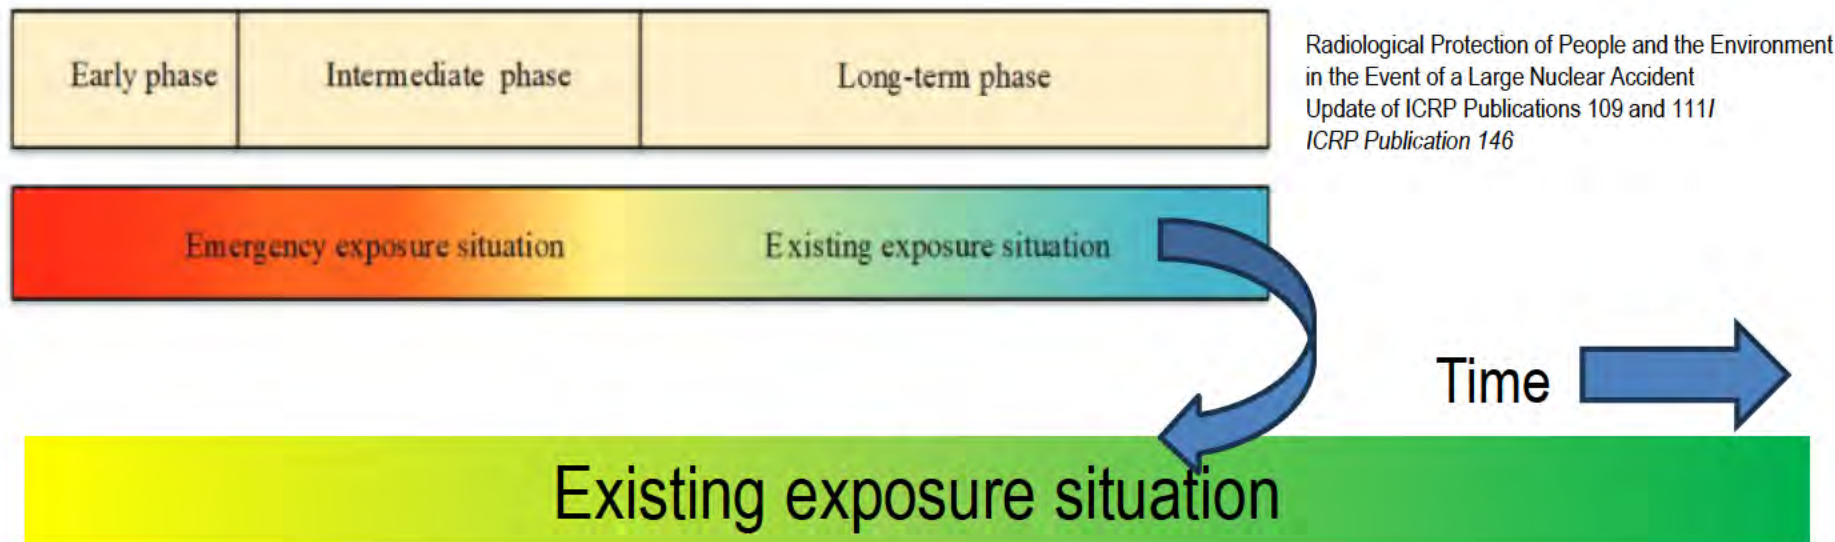 Early phase
Intermediate phase
Long-term phase
Radiological Protection of People and the Environment
in the Event of a Large Nuclear Accident
Update of ICRP Publications 109 and 111/
ICRP Publication 146
Emergency exposure situation
Existing exposure situation
Time
Existing exposure situation